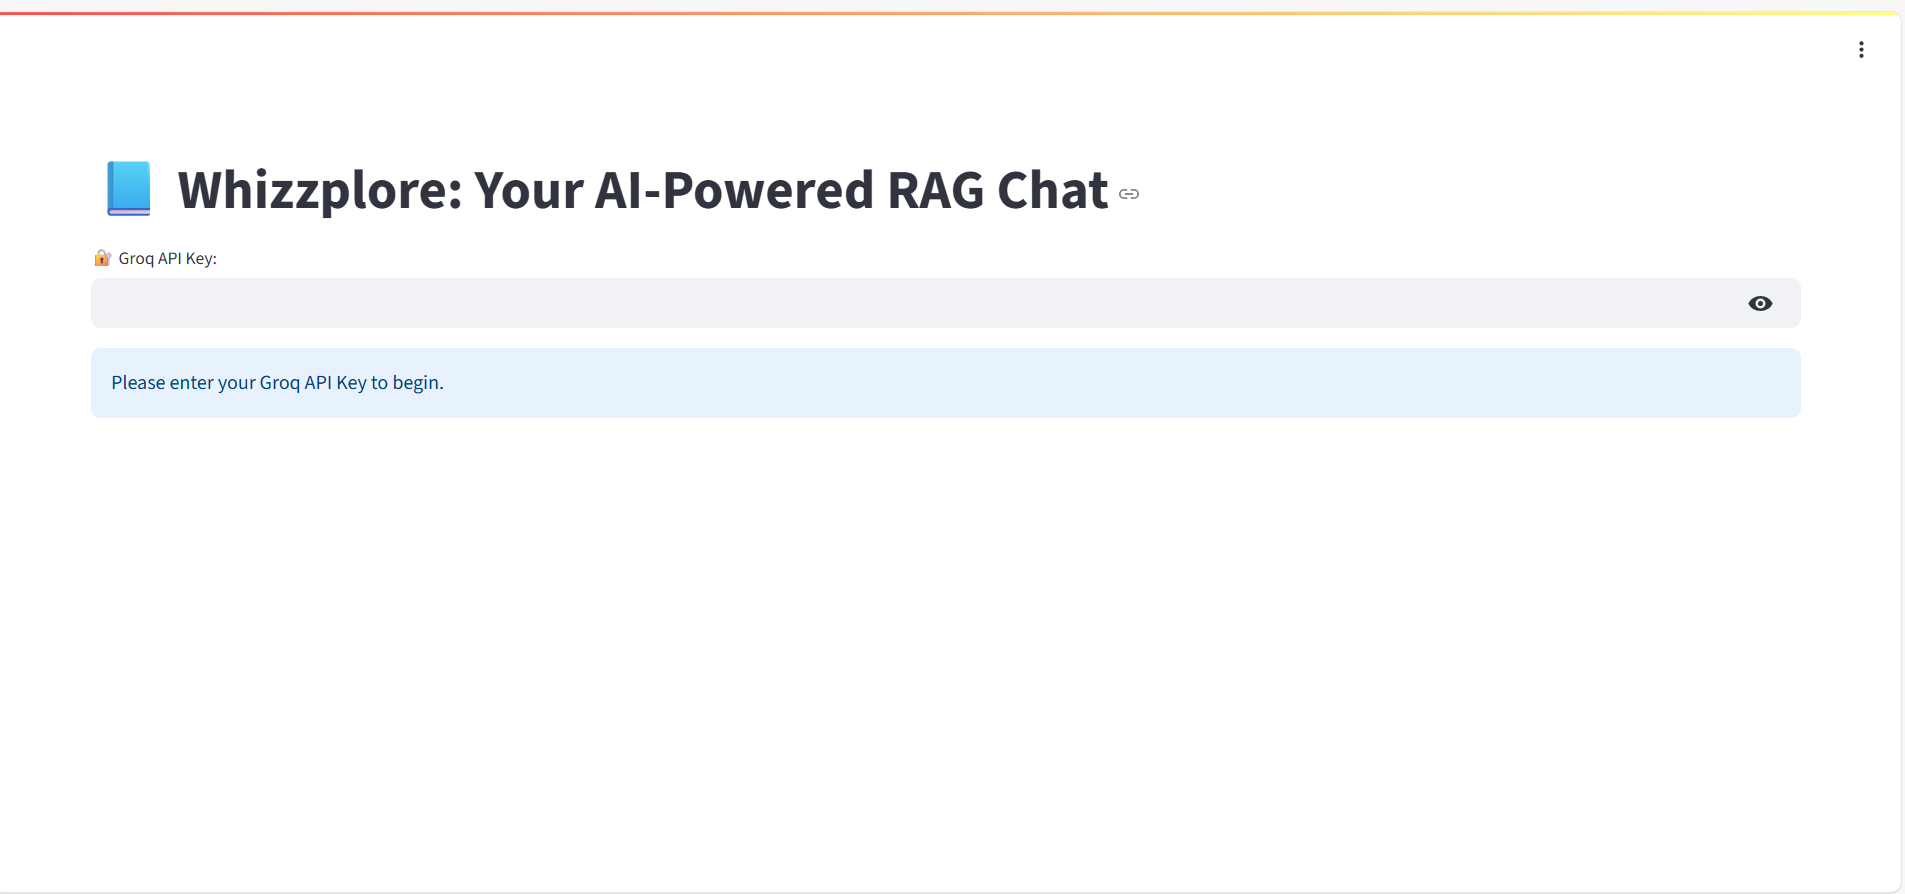 📘 Whizzplore: Your AI-Powered RAG Chat
🔐 Groq API Key:
Please enter your Groq API Key to begin.